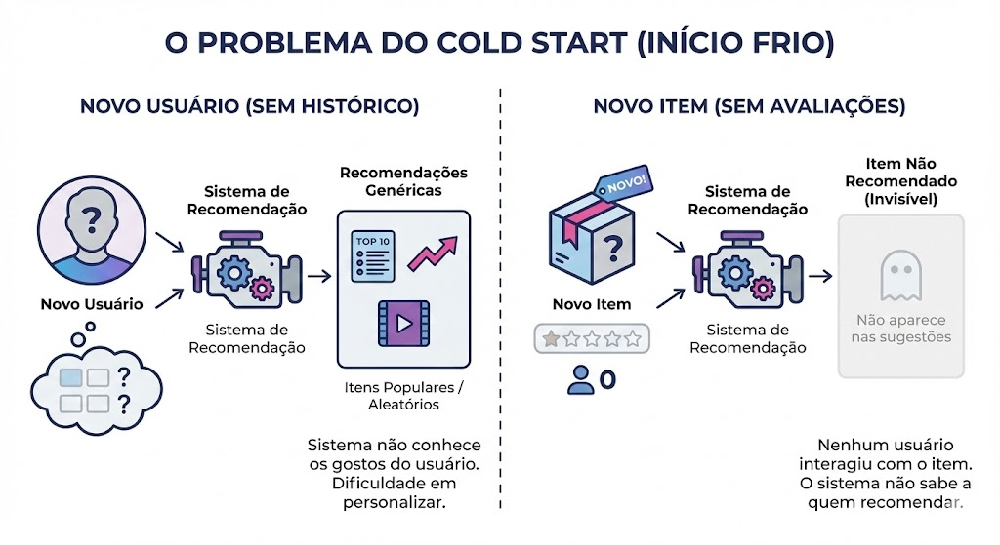 O PROBLEMA DO COLD START (INÍCIO FRIO)
NOVO USUÁRIO (SEM HISTÓRICO)
?
Novo Usuário
?
?
Sistema de
Recomendação
Sistema de
Recomendação
Recomendações
Genéricas
TOP 10
Itens Populares /
Aleatórios
Sistema não conhece
os gostos do usuário.
Dificuldade em
personalizar.
NOVO ITEM (SEM AVALIAÇÕES)
NOVO!
?
Novo Item
0
Sistema de
Recomendação
Sistema de
Recomendação
Item Não
Recomendado
(Invisível)
Não aparece
nas sugestões
Nenhum usuário
interagiu com o item.
O sistema não sabe a
quem recomendar.